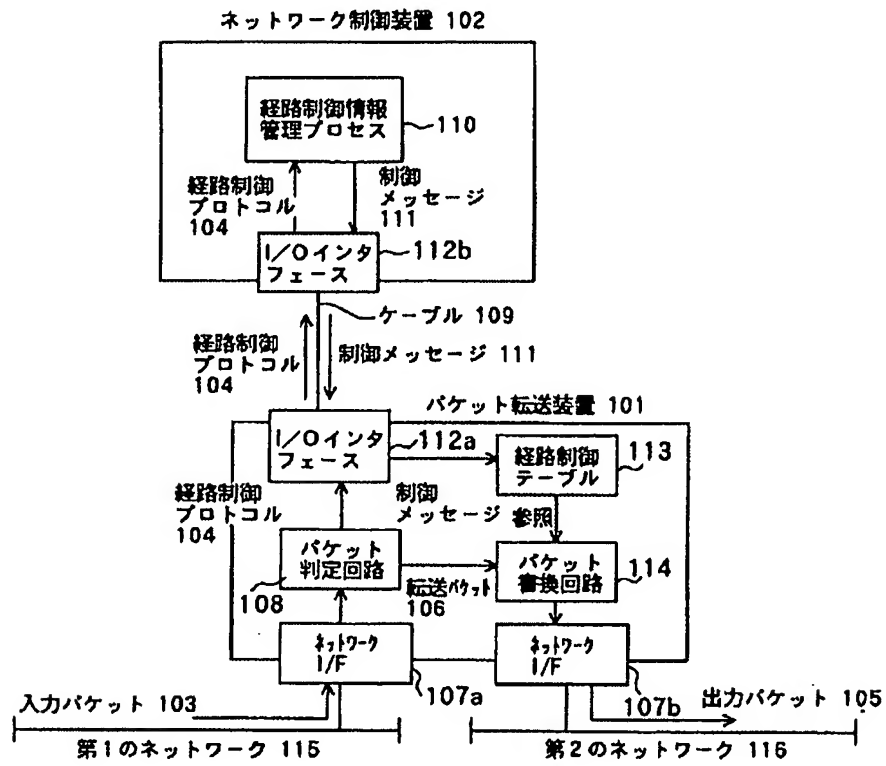 ネットワーク制御装置 102
経路制御情報
管理プロセス
110
経路制御
プロトコル
104
制御
メッセージ
111
I/Oインタ
フェース
112b
ケーブル 109
経路制御
プロトコル
104
制御メッセージ 111
パケット転送装置 101
I/Oインタ
フェース
112a
経路制御
テーブル
113
経路制御
プロトコル
104
制御
メッセージ
参照
パケット
判定回路
108
転送パケット
106
パケット
書換回路
114
ネットワーク
I/F
107a
ネットワーク
I/F
107b
入力パケット 103
出力パケット 105
第1のネットワーク 115
第2のネットワーク 116